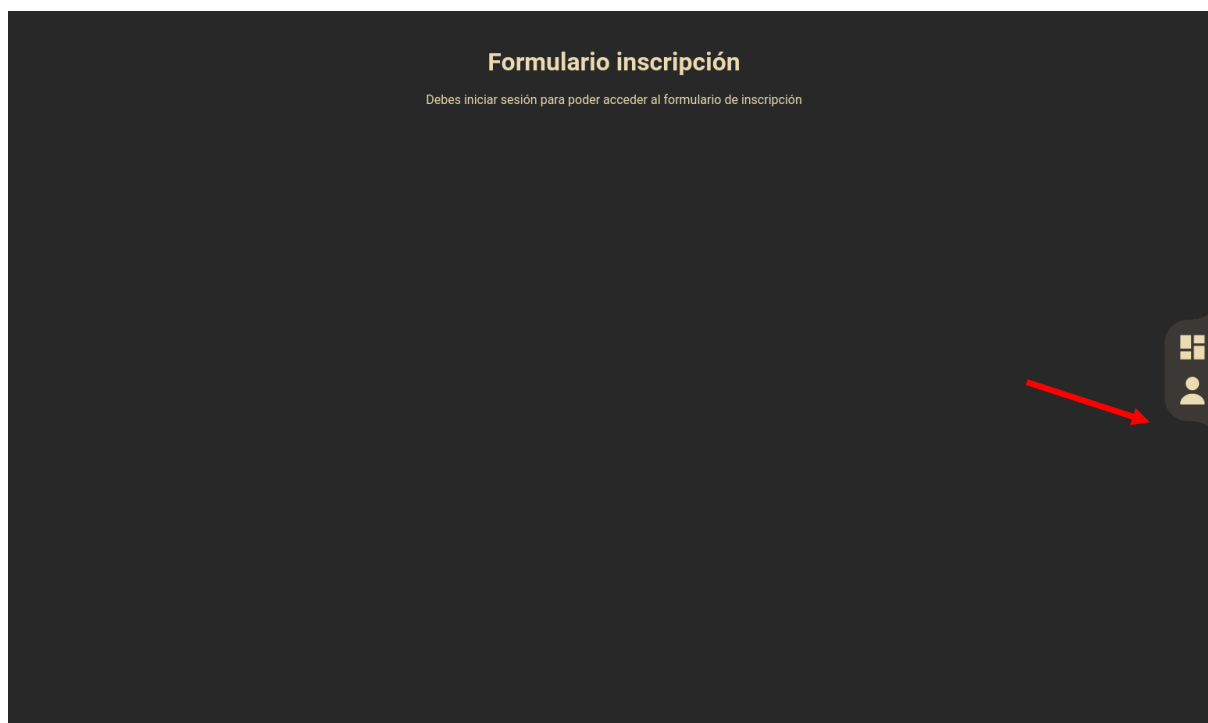 Formulario inscripción
Debes iniciar sesión para poder acceder al formulario de inscripción